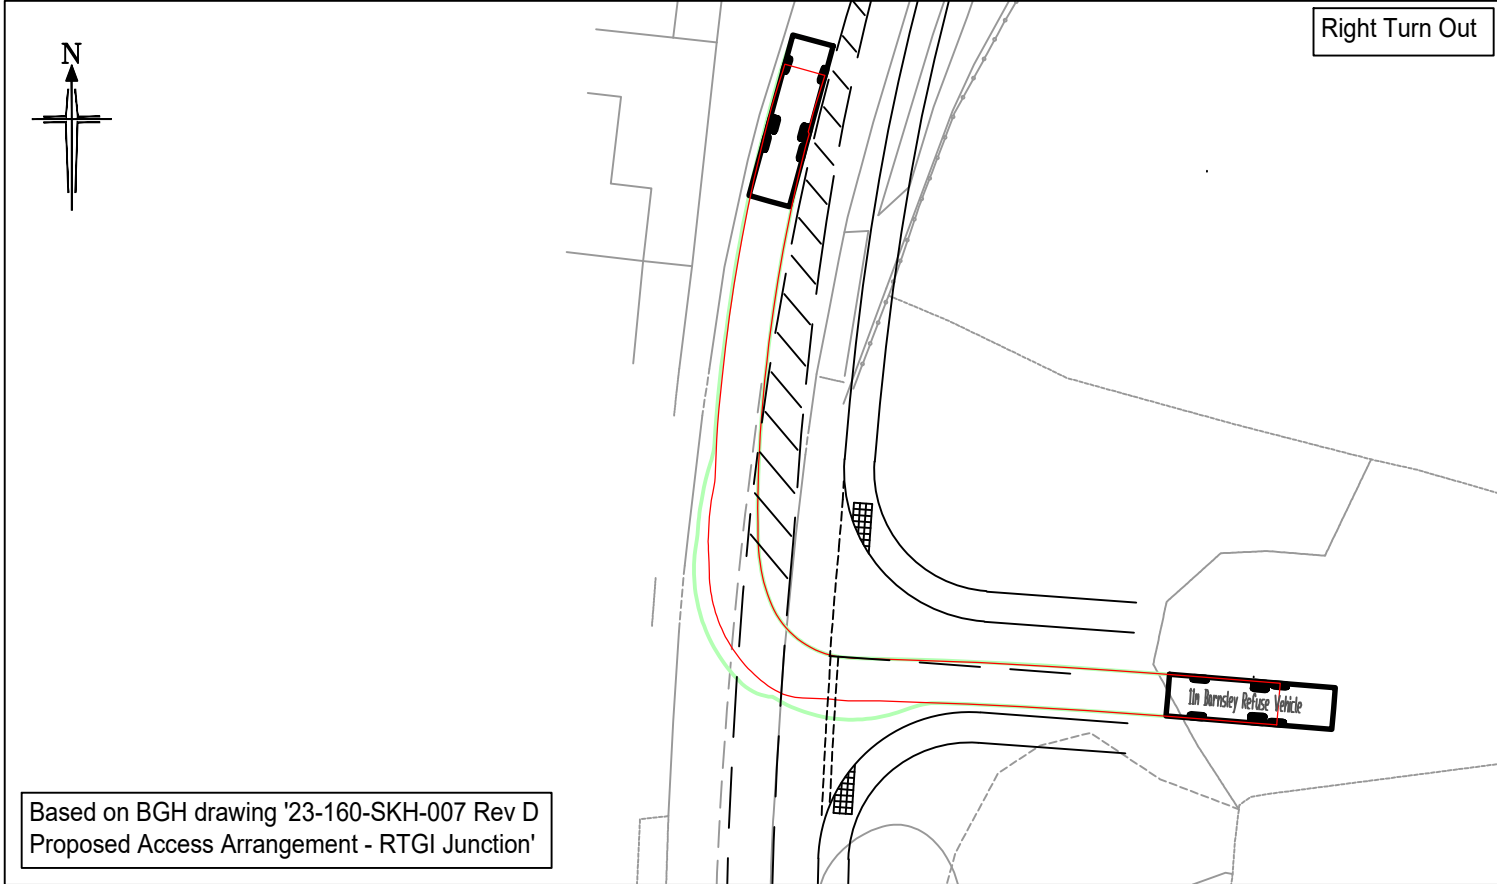 N
Right Turn Out
11m Barnsley Refuse Vehicle
Based on BGH drawing '23-160-SKH-007 Rev D
Proposed Access Arrangement - RTGI Junction'